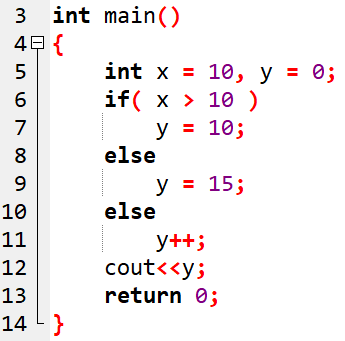 3 int main()
4 {
5 int x = 10, y = 0;
6 if( x > 10 )
7 y = 10;
8 else
9 y = 15;
10 else
11 y++;
12 cout<<y;
13 return 0;
14 }